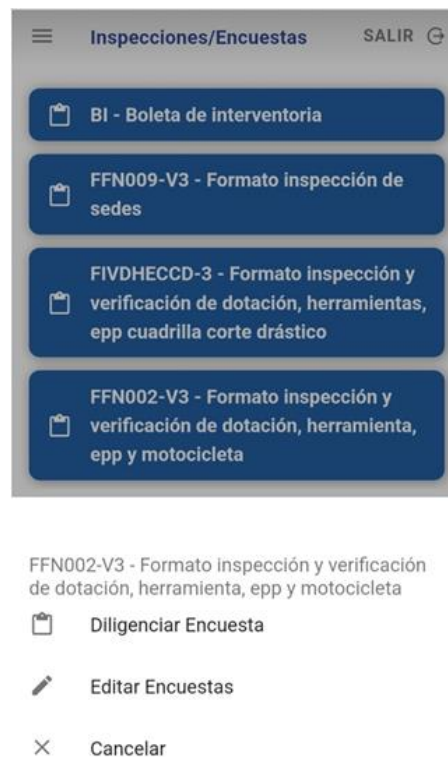 Inspecciones/Encuestas SALIR
BI - Boleta de interventoria
FFN009-V3 - Formato inspección de
sedes
FIVDHECCD-3 - Formato inspección y
verificación de dotación, herramientas,
epp cuadrilla corte drástico
FFN002-V3 - Formato inspección y
verificación de dotación, herramienta,
epp y motocicleta
FFN002-V3 - Formato inspección y verificación
de dotación, herramienta, epp y motocicleta
Diligenciar Encuesta
Editar Encuestas
Cancelar